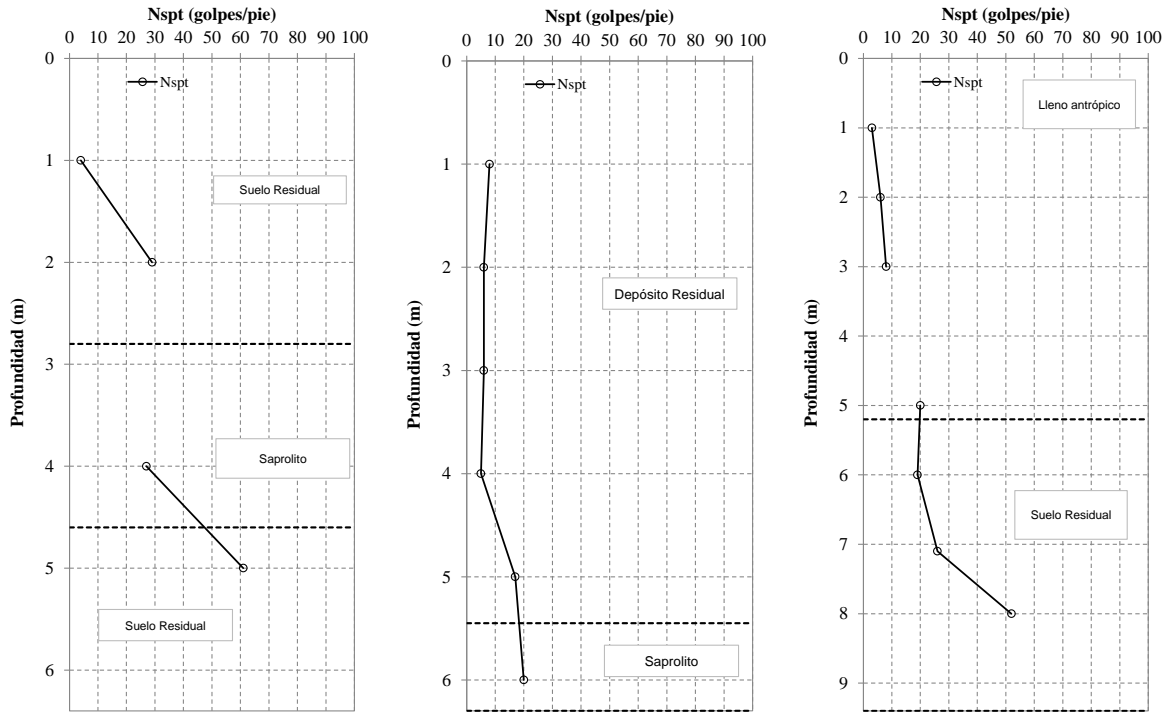 Nspt (golpes/pie)
0 10 20 30 40 50 60 70 80 90 100
Profundidad (m)
0
1
2
3
4
5
6
Nspt
Suelo Residual
Saprolito
Suelo Residual
Nspt (golpes/pie)
0 10 20 30 40 50 60 70 80 90 100
Profundidad (m)
0
1
2
3
4
5
6
Nspt
Depósito Residual
Saprolito
Nspt (golpes/pie)
0 10 20 30 40 50 60 70 80 90 100
Profundidad (m)
0
1
2
3
4
5
6
7
8
9
Nspt
Lleno antrópico
Suelo Residual